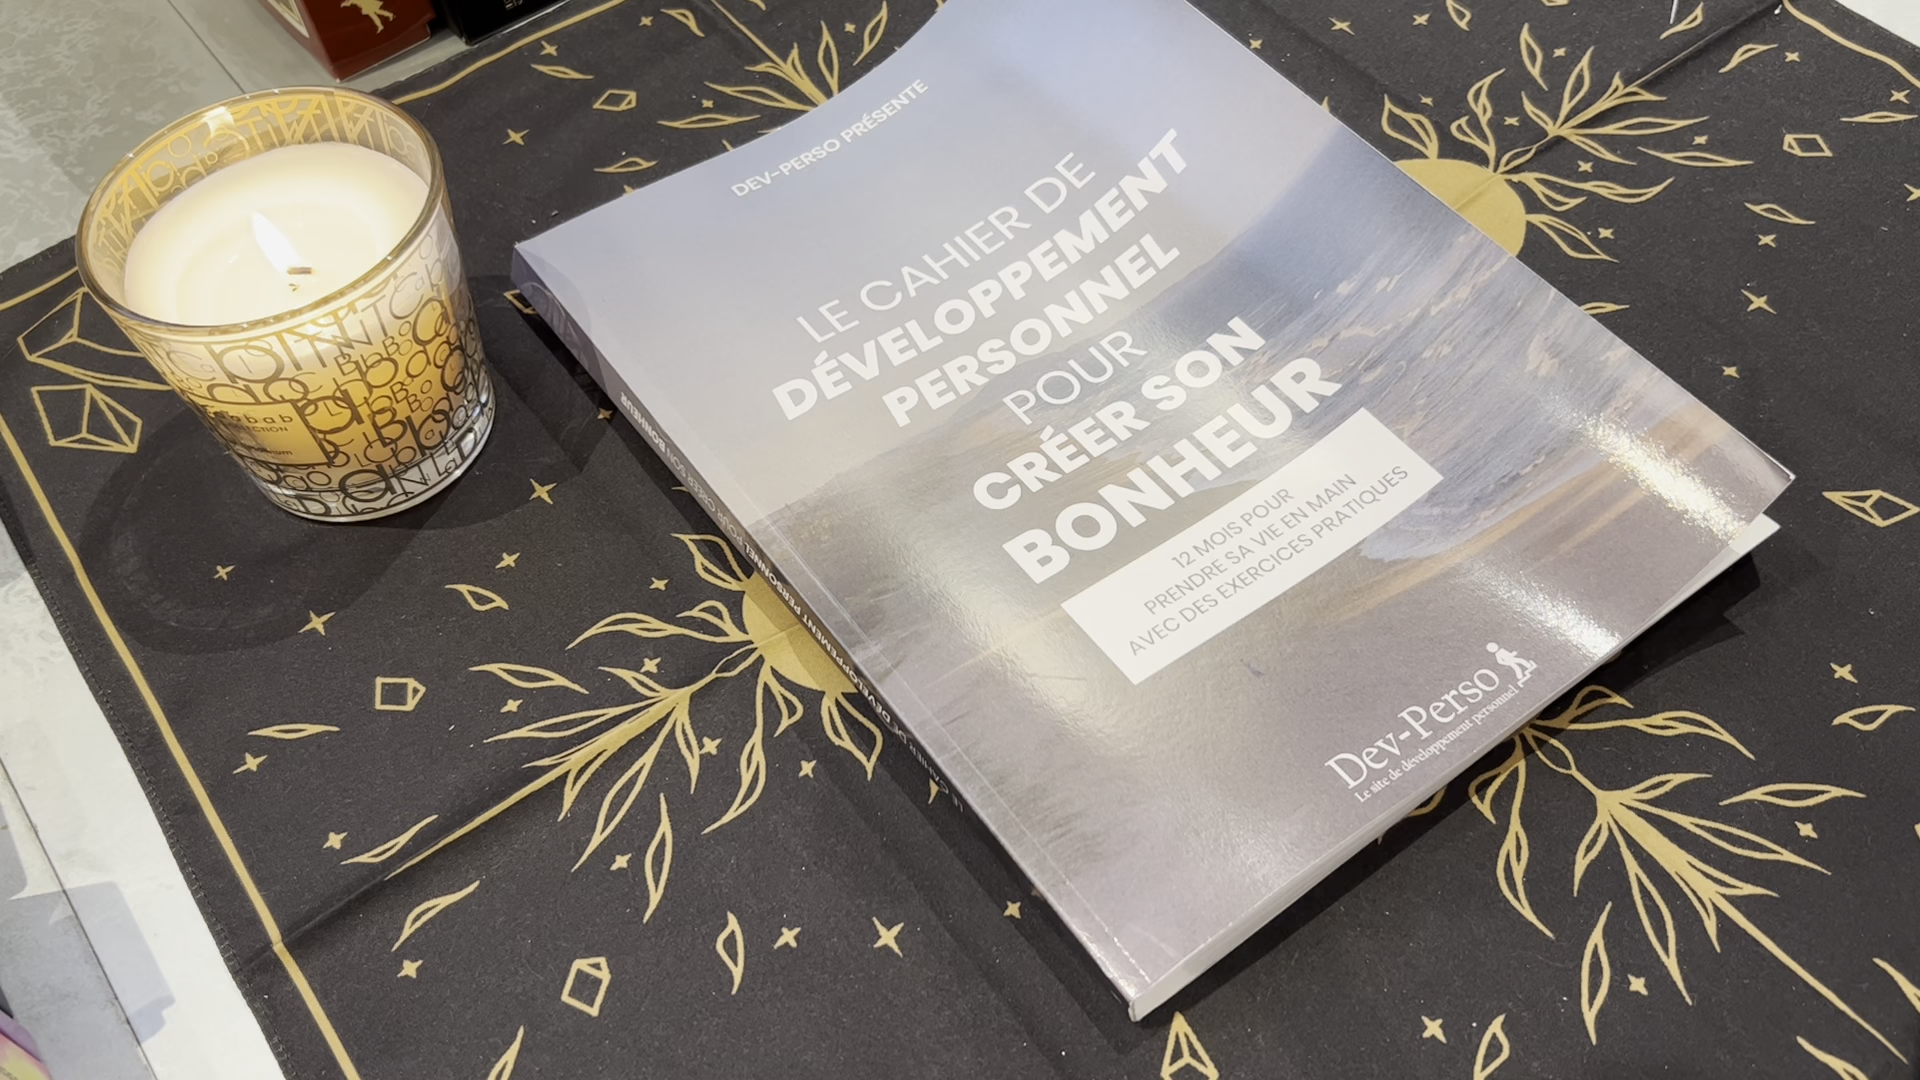 DEV-PERSO PRÉSENTE
LE CAHIER DE
DÉVELOPPEMENT
PERSONNEL
POUR
CRÉER SON
BONHEUR
12 MOIS POUR
PRENDRE SA VIE EN MAIN
AVEC DES EXERCICES PRATIQUES
Dev-Perso
Le site de développement personnel
LE CAHIER DE DÉVELOPPEMENT PERSONNEL POUR CRÉER SON BONHEUR